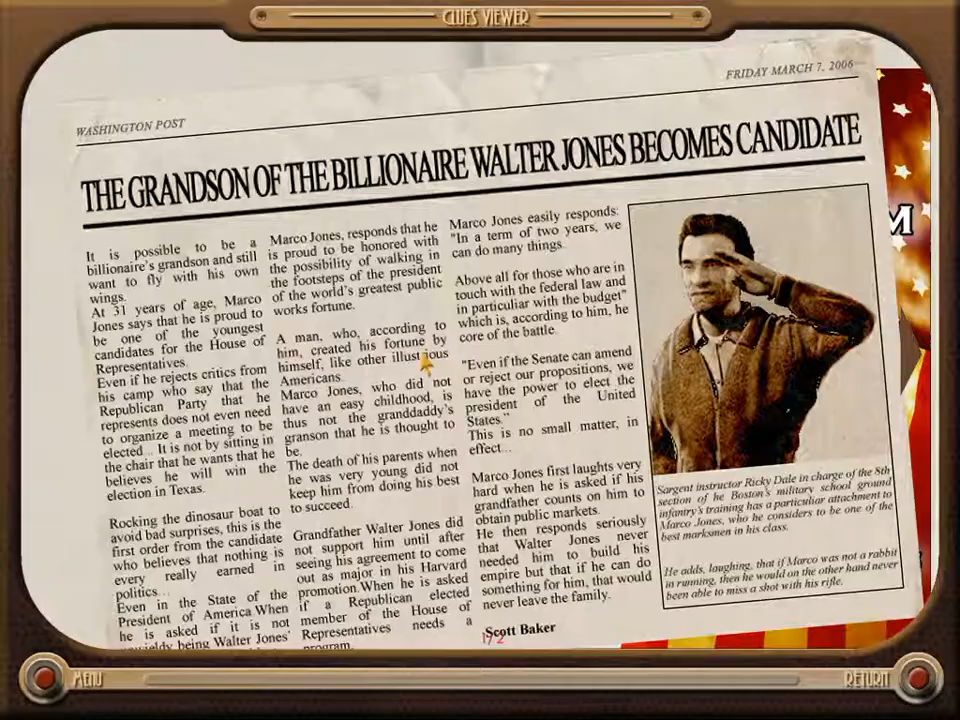 CLUES VIEWER
FRIDAY MARCH 7, 2006
WASHINGTON POST
THE GRANDSON OF THE BILLIONAIRE WALTER JONES BECOMES CANDIDATE
It is possible to be a
billionaire's grandson and still
want to fly with his own
wings.
At 31 years of age, Marco
Jones says that he is proud to
be one of the youngest
candidates for the House of
Representatives.
Even if he rejects critics from
his camp who say that the
Republican Party that he
represents does not even need
to organize a meeting to be
elected... It is not by sitting in
the chair that he wants that he
believes he will win the
election in Texas.
Rocking the dinosaur boat to
avoid bad surprises, this is the
first order from the candidate
who believes that nothing is
every really earned in
politics...
Even in the State of the
President of America.When
he is asked if it is not
being Walter Jones'
Marco Jones, responds that he
is proud to be honored with
the possibility of walking in
the footsteps of the president
of the world's greatest public
works fortune.
A man, who, according to
him, created his fortune by
himself, like other illustrious
Americans.
Marco Jones, who did not
have an easy childhood, is
thus not the granddaddy's
granson that he is thought to
be.
The death of his parents when
he was very young did not
keep him from doing his best
to succeed.
Grandfather Walter Jones did
not support him until after
seeing his agreement to come
out as major in his Harvard
promotion.When he is asked
if a Republican elected
member of the House of
Representatives needs a
program.
Marco Jones easily responds:
"In a term of two years, we
can do many things.
Above all for those who are in
touch with the federal law and
in particular with the budget"
which is, according to him, he
core of the battle.
"Even if the Senate can amend
or reject our propositions, we
have the power to elect the
president of the United
States."
This is no small matter, in
effect...
Marco Jones first laughts very
hard when he is asked if his
grandfather counts on him to
obtain public markets.
He then responds seriously
that Walter Jones never
needed him to build his
empire but that if he can do
something for him, that would
never leave the family.
Scott Baker
1/2
Sargent instructor Ricky Dale in charge of the 8th
section of he Boston's military school ground
infantry's training has a particuliar attachment to
Marco Jones, who he considers to be one of the
best marksmen in his class.
He adds, laughing, that if Marco was not a rabbit
in running, then he would on the other hand never
been able to miss a shot with his rifle.
M
MENU
RETURN